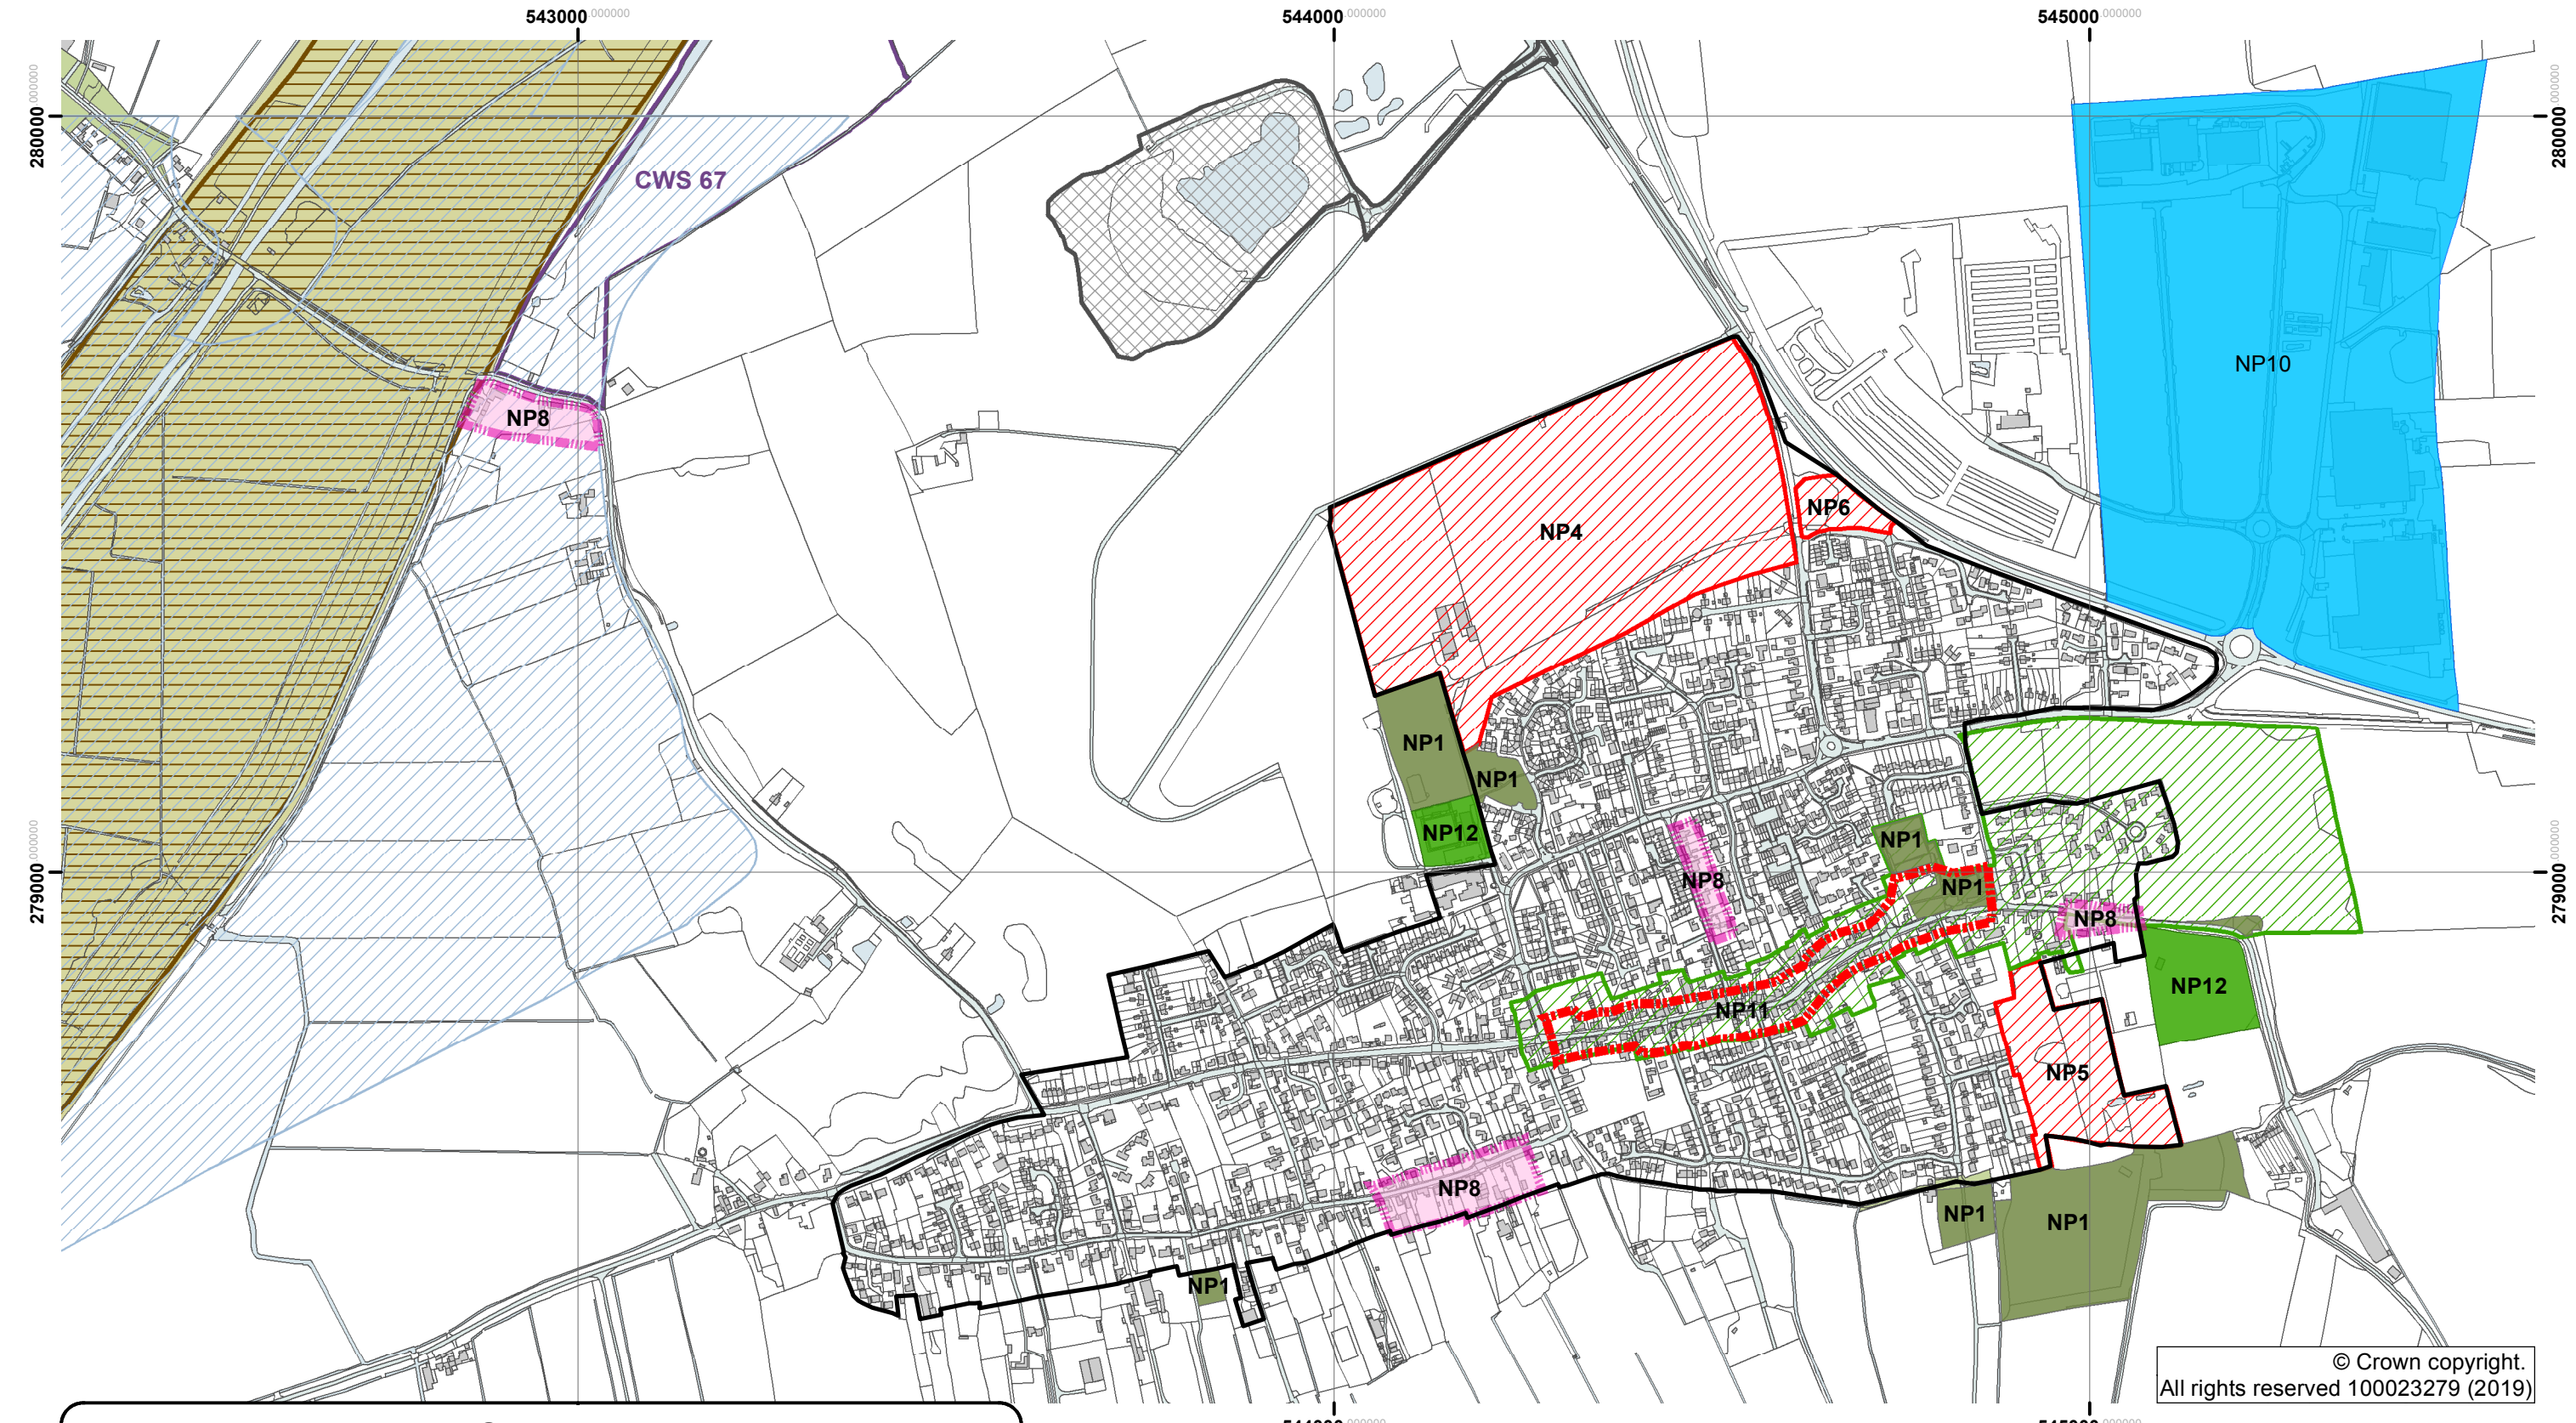 543000.000000
544000.000000
545000.000000
280000.000000
280000.000000
CWS 67
NP10
NP8
NP6
NP4
NP1
NP1
NP12
NP1
NP8
NP1
NP8
279000.000000
279000.000000
NP12
NP11
NP5
NP8
NP1
NP1
NP1
© Crown copyright.
All rights reserved 100023279 (2019)